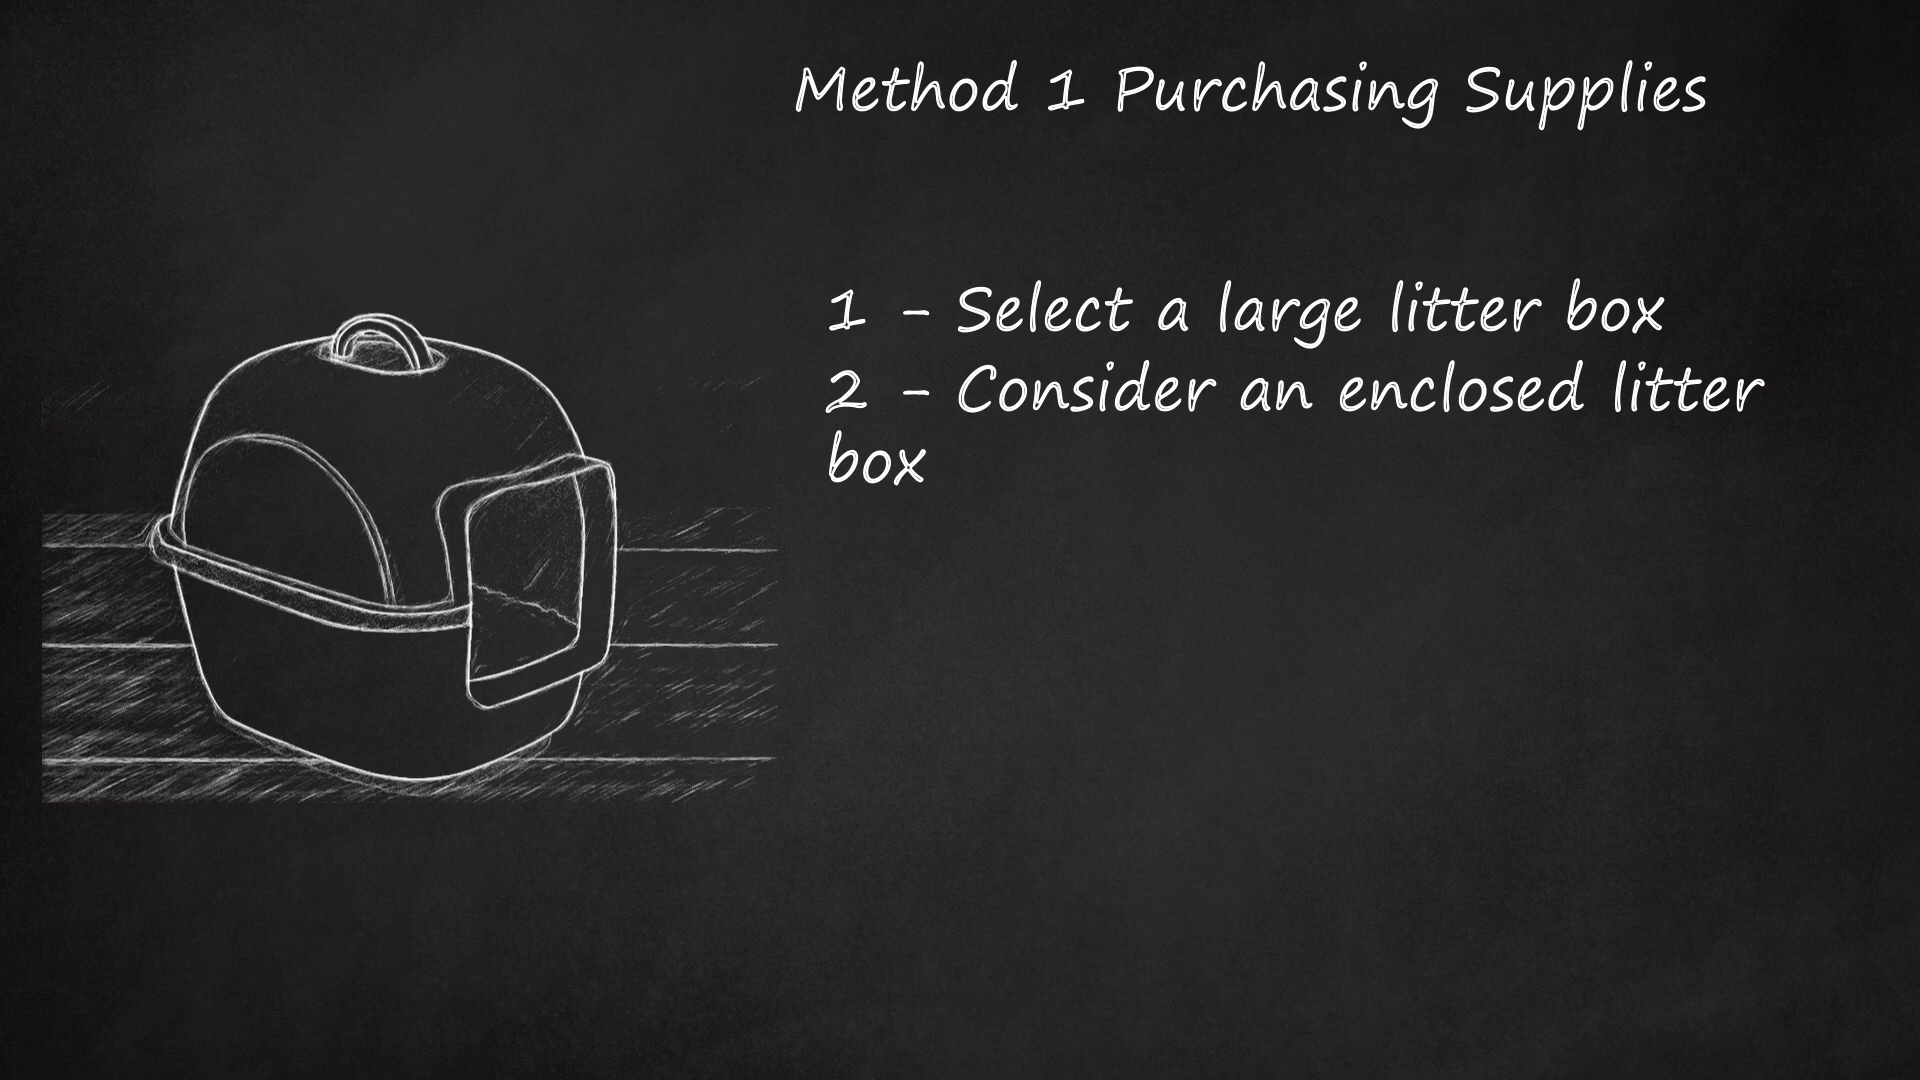 Method 1 Purchasing Supplies
1 - Select a large litter box
2 - Consider an enclosed litter
box